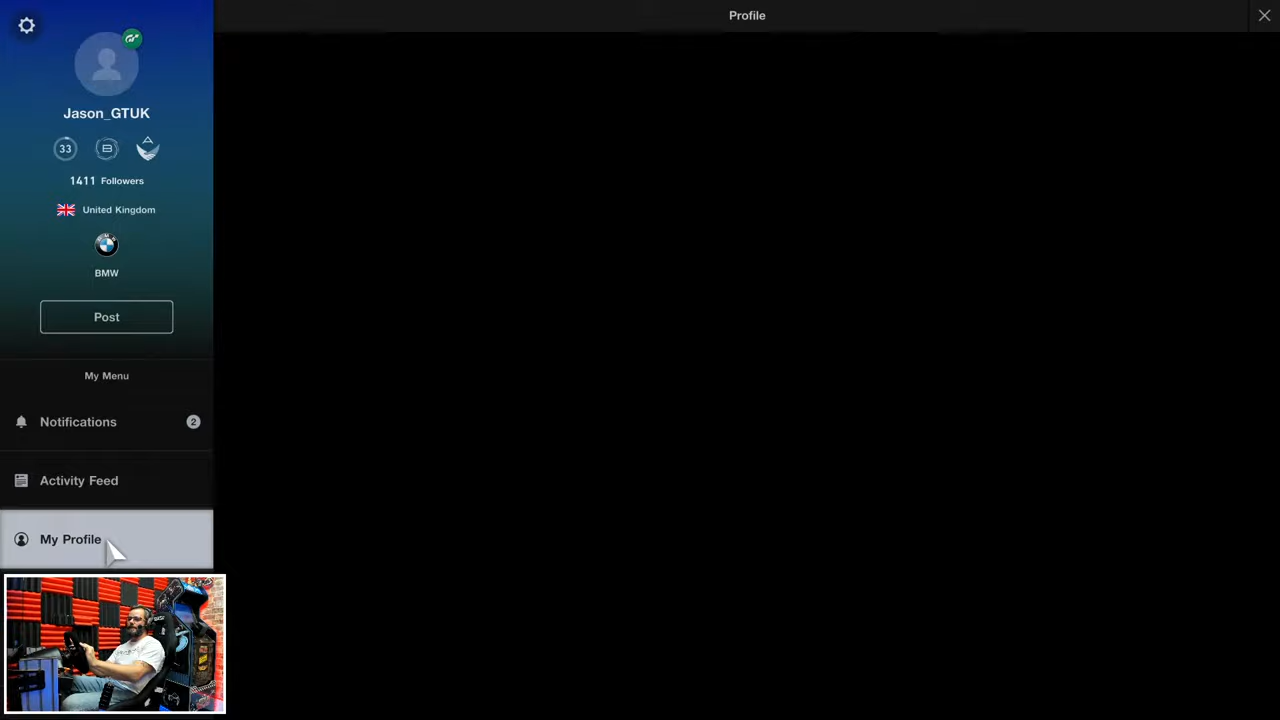 Profile
Jason_GTUK
33 B A
1411 Followers
United Kingdom
BMW
Post
My Menu
Notifications 2
Activity Feed
My Profile